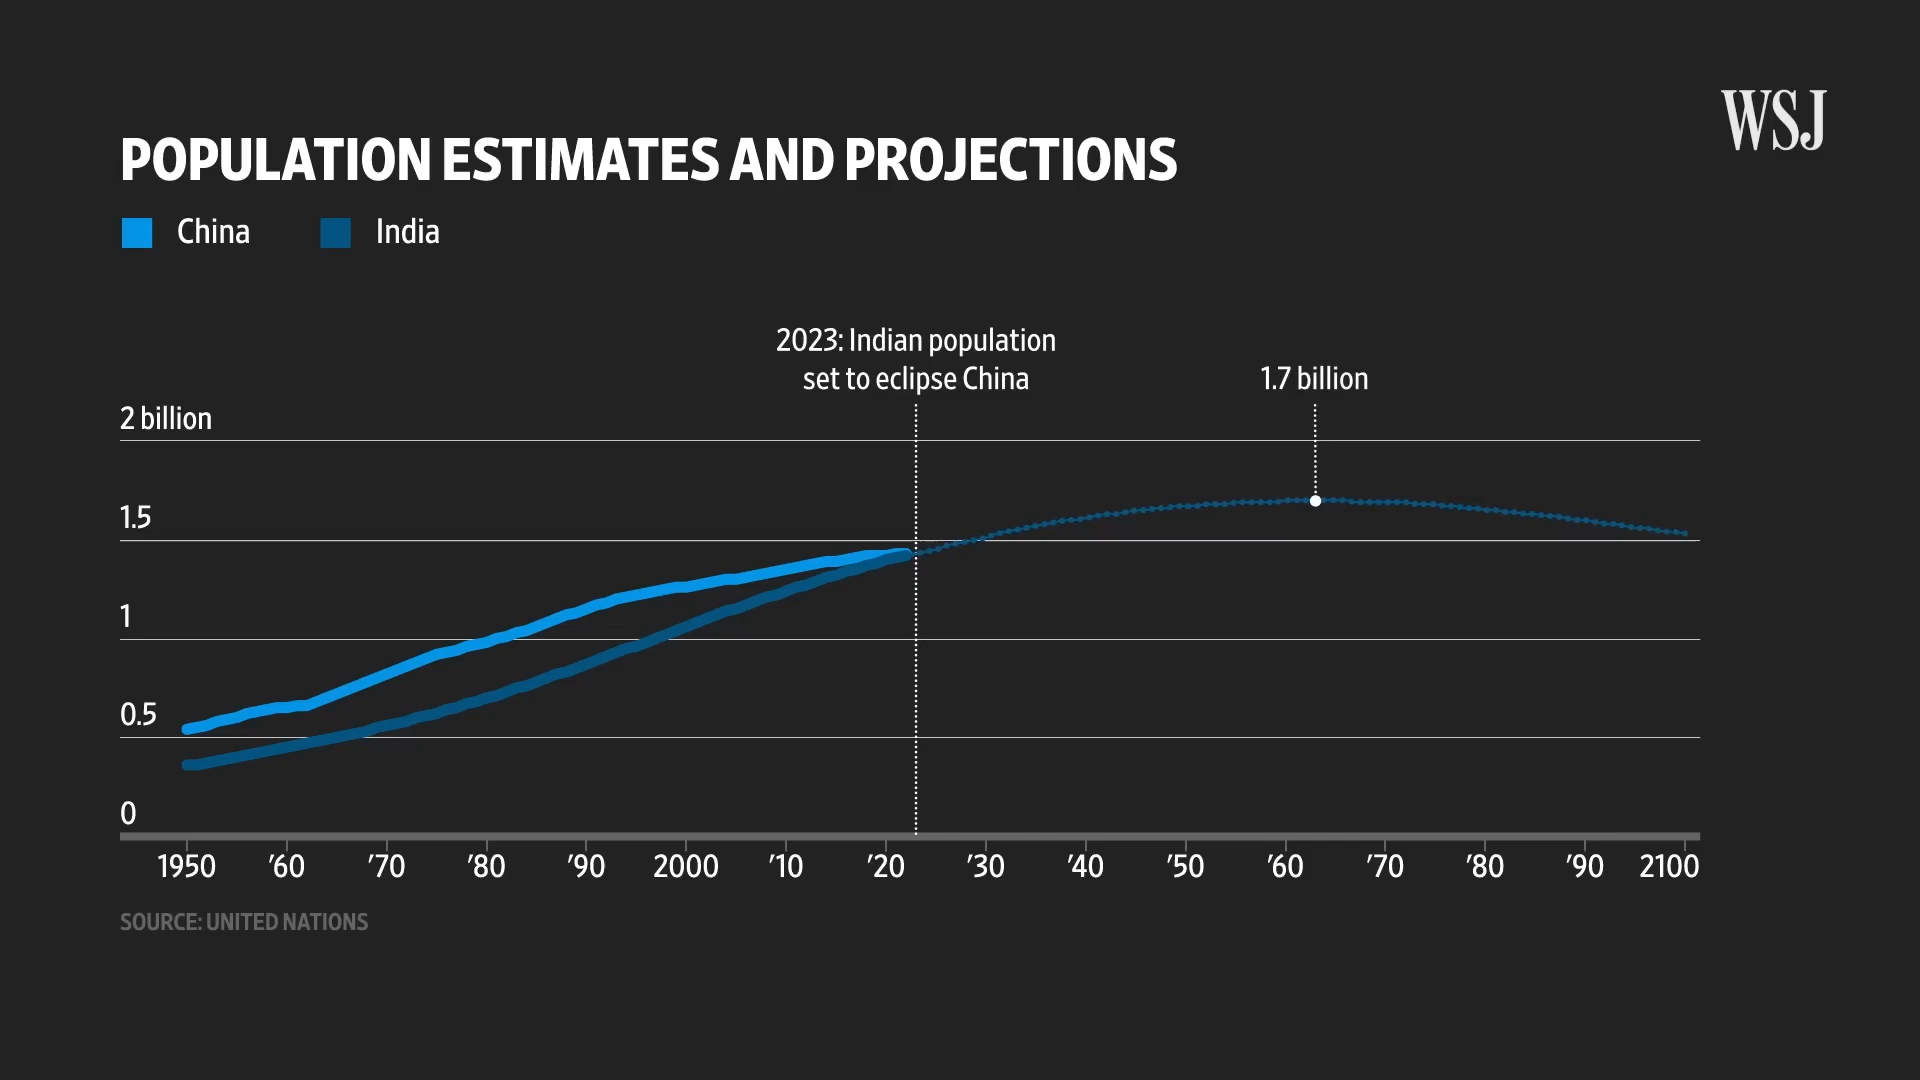 WSJ
POPULATION ESTIMATES AND PROJECTIONS
China India
2023: Indian population
set to eclipse China
1.7 billion
2 billion
1.5
1
0.5
0
1950 ’60 ’70 ’80 ’90 2000 ’10 ’20 ’30 ’40 ’50 ’60 ’70 ’80 ’90 2100
SOURCE: UNITED NATIONS